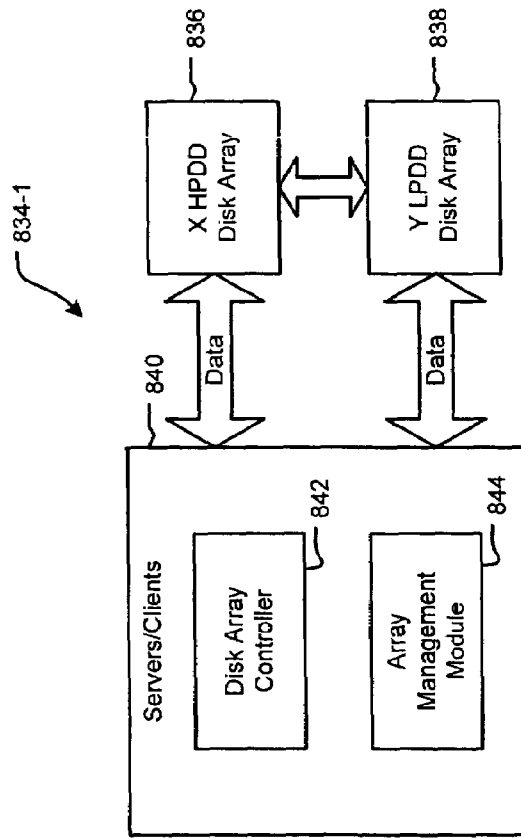 834-1
840
Servers/Clients
Disk Array
Controller
842
Array
Management
Module
844
Data
Data
X HPDD
Disk Array
836
Y LPDD
Disk Array
838